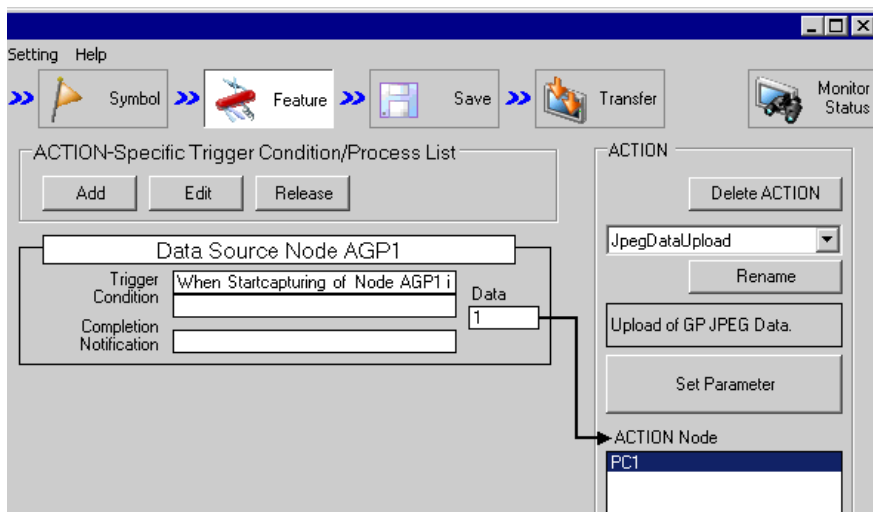 Setting Help
Symbol Feature Save Transfer Monitor Status
ACTION-Specific Trigger Condition/Process List
Add Edit Release
Data Source Node AGP1
Trigger Condition
When Startcapturing of Node AGP1 i
Data
1
Completion Notification
ACTION
Delete ACTION
JpegDataUpload
Rename
Upload of GP JPEG Data.
Set Parameter
ACTION Node
PC1